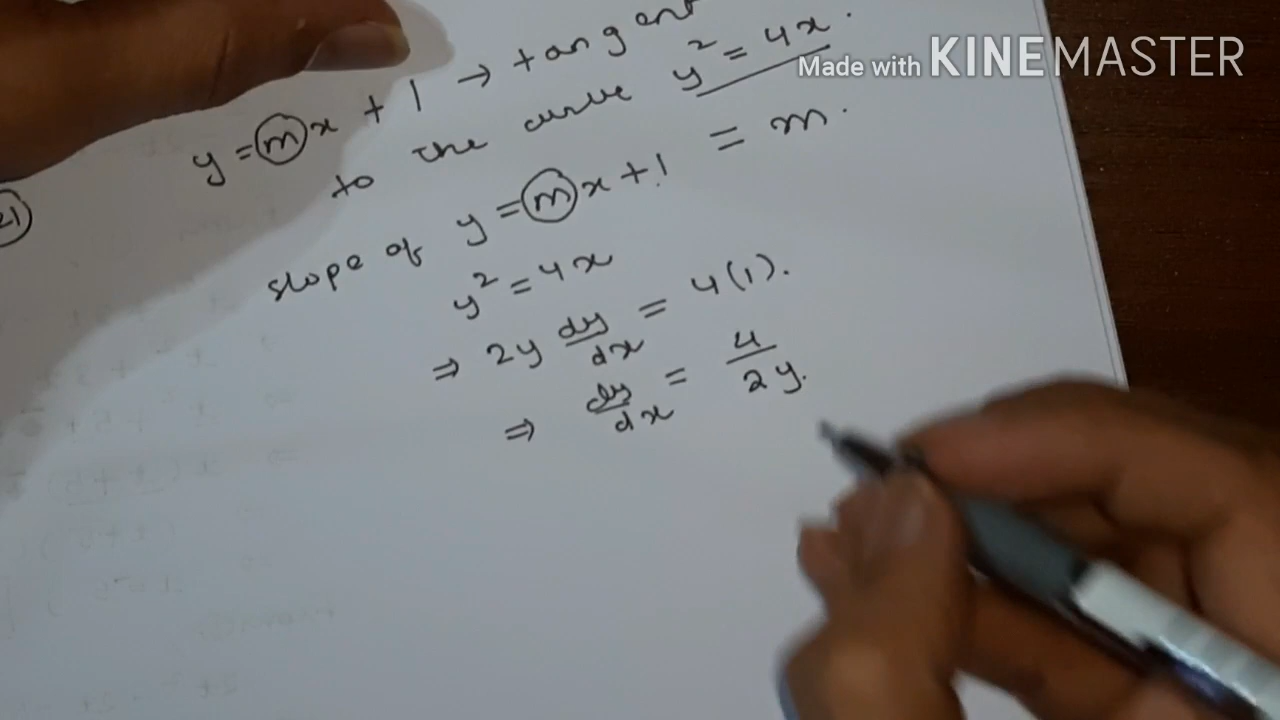 Made with KINEMASTER
y = mx + 1 → tangent
to the curve y² = 4x.
slope of y = mx + 1 = m.
y² = 4x
⇒ 2y dy/dx = 4(1).
⇒ dy/dx = 4/2y.